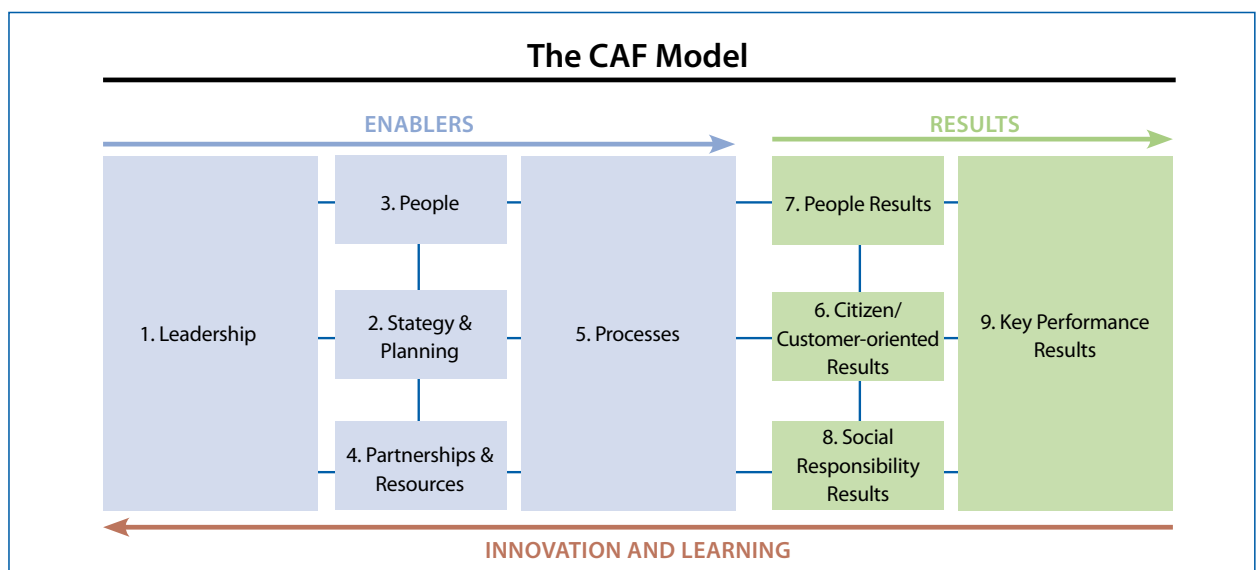 The CAF Model
ENABLERS
RESULTS
1. Leadership
3. People
2. Stategy &
Planning
4. Partnerships &
Resources
5. Processes
7. People Results
6. Citizen/
Customer-oriented
Results
8. Social
Responsibility
Results
9. Key Performance
Results
INNOVATION AND LEARNING